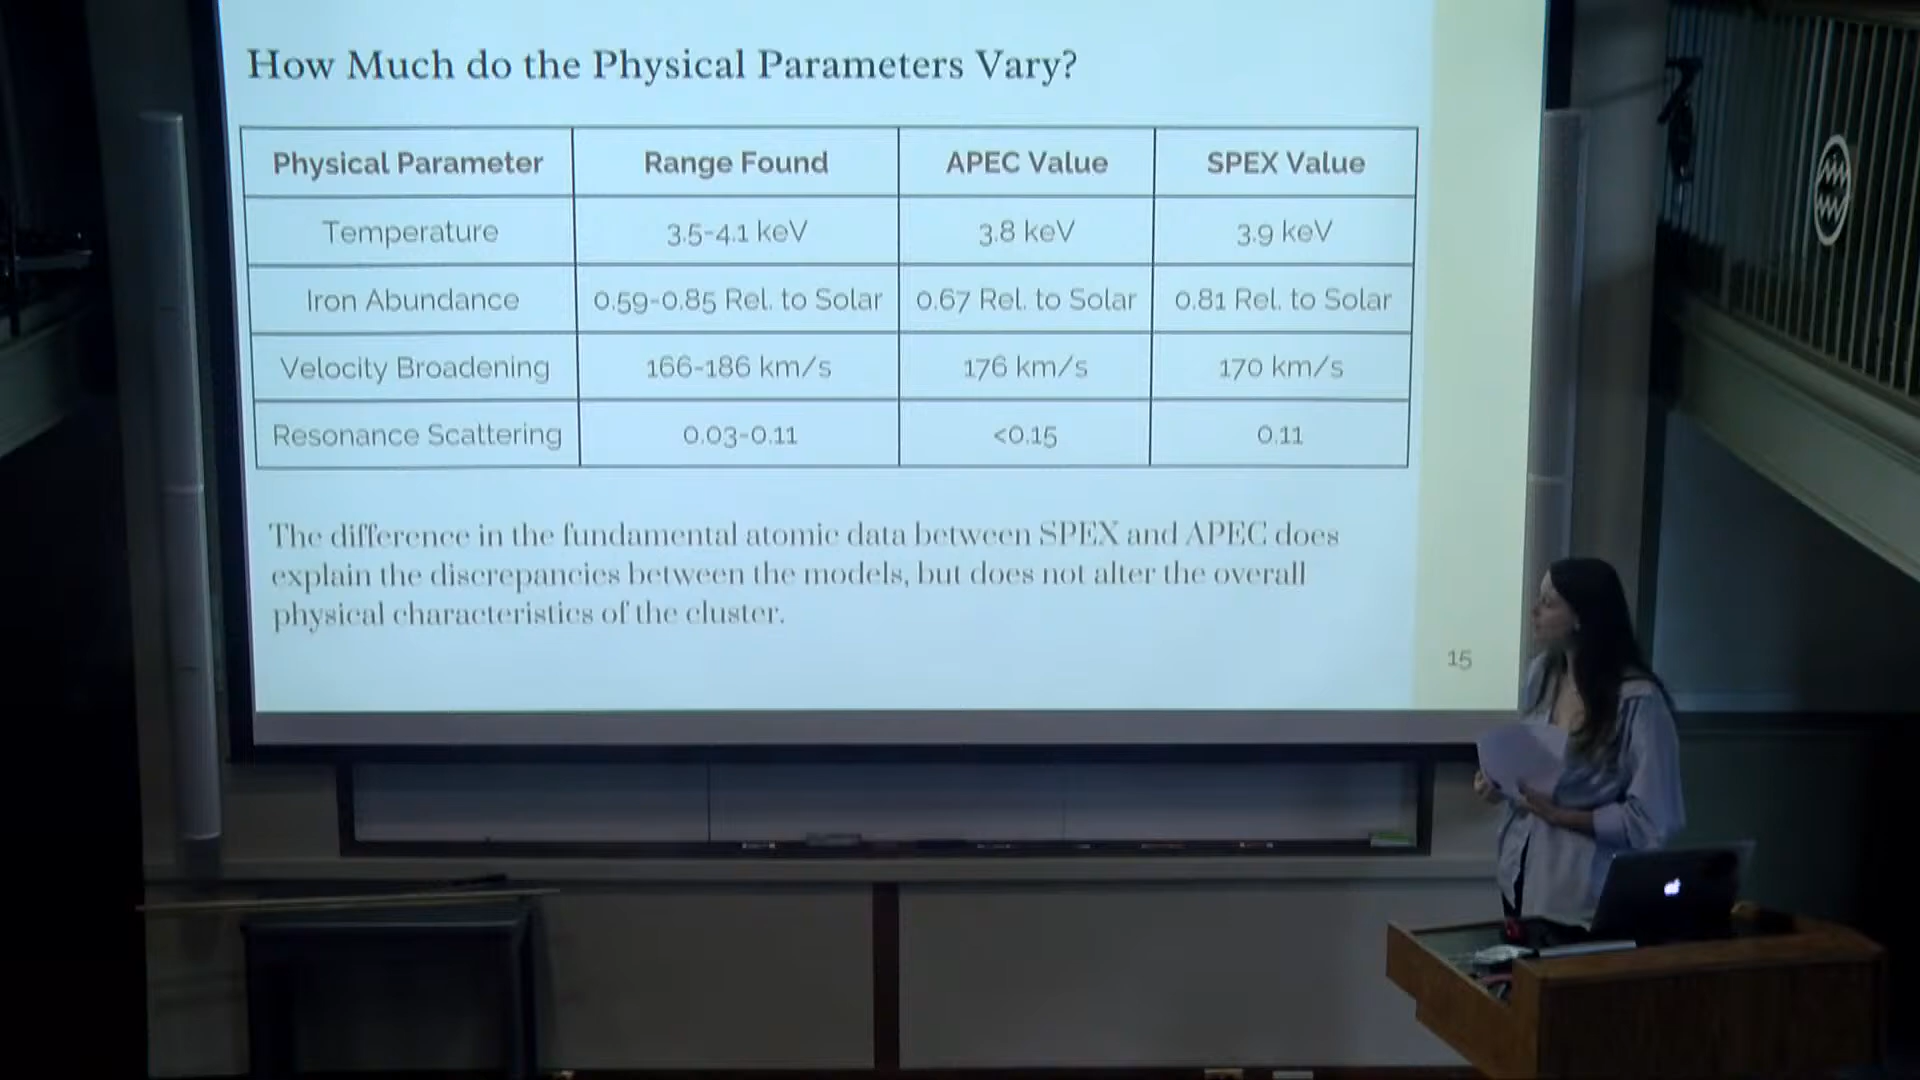 How Much do the Physical Parameters Vary?
Physical Parameter Range Found APEC Value SPEX Value
Temperature 3.5-4.1 keV 3.8 keV 3.9 keV
Iron Abundance 0.59-0.85 Rel. to Solar 0.67 Rel. to Solar 0.81 Rel. to Solar
Velocity Broadening 166-186 km/s 176 km/s 170 km/s
Resonance Scattering 0.03-0.11 <0.15 0.11
The difference in the fundamental atomic data between SPEX and APEC does
explain the discrepancies between the models, but does not alter the overall
physical characteristics of the cluster.
15